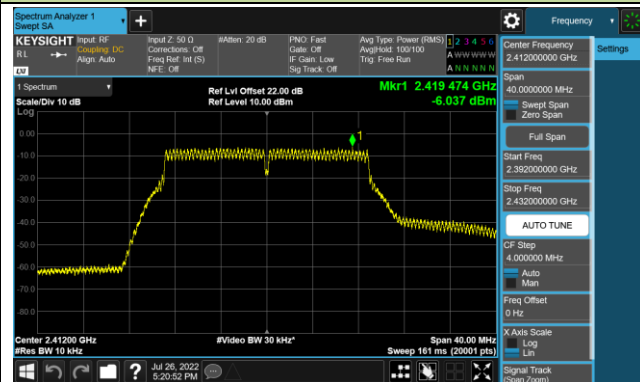 Spectrum Analyzer 1
Swept SA
Frequency
KEYSIGHT
RL
LXI
Input: RF
Coupling: DC
Align: Auto
Input Z: 50 Ω
Corrections: Off
Freq Ref: Int (S)
NFE: Off
#Atten: 20 dB
PNO: Fast
Gate: Off
IF Gain: Low
Sig Track: Off
Avg Type: Power (RMS)
Avg|Hold: 100/100
Trig: Free Run
1 2 3 4 5 6
A W W W W W
A N N N N N
1 Spectrum
Scale/Div 10 dB
Ref Lvl Offset 22.00 dB
Ref Level 10.00 dBm
Mkr1 2.419 474 GHz
-6.037 dBm
Log
1
0.00
-10.0
-20.0
-30.0
-40.0
-50.0
-60.0
-70.0
-80.0
Center 2.41200 GHz
#Res BW 10 kHz
#Video BW 30 kHz*
Span 40.00 MHz
Sweep 161 ms (20001 pts)
Jul 26, 2022
5:20:52 PM
Center Frequency
2.412000000 GHz
Settings
Span
40.0000000 MHz
Swept Span
Zero Span
Full Span
Start Freq
2.392000000 GHz
Stop Freq
2.432000000 GHz
AUTO TUNE
CF Step
4.000000 MHz
Auto
Man
Freq Offset
0 Hz
X Axis Scale
Log
Lin
Signal Track
(Span Zoom)